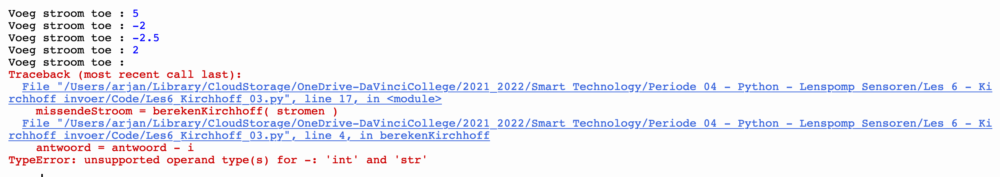 Voeg stroom toe : 5
Voeg stroom toe : -2
Voeg stroom toe : -2.5
Voeg stroom toe : 2
Voeg stroom toe :
Traceback (most recent call last):
  File "/Users/arjan/Library/CloudStorage/OneDrive-DaVinciCollege/2021_2022/Smart Technology/Periode 04 - Python - Lenspomp Sensoren/Les 6 - Ki
rchhoff invoer/Code/Les6_Kirchhoff_03.py", line 17, in <module>
    missendeStroom = berekenKirchhoff( stromen )
  File "/Users/arjan/Library/CloudStorage/OneDrive-DaVinciCollege/2021_2022/Smart Technology/Periode 04 - Python - Lenspomp Sensoren/Les 6 - Ki
rchhoff invoer/Code/Les6_Kirchhoff_03.py", line 4, in berekenKirchhoff
    antwoord = antwoord - i
TypeError: unsupported operand type(s) for -: 'int' and 'str'